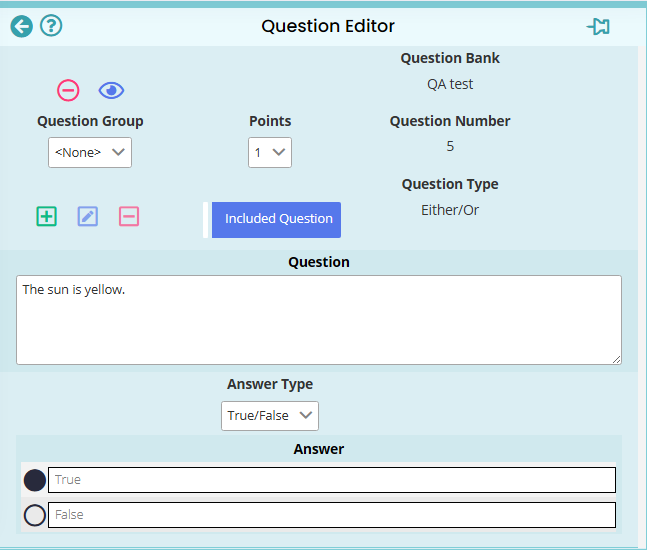 Question Editor
Question Bank
QA test
Question Group
Points
Question Number
<None>
1
5
Question Type
Either/Or
Included Question
Question
The sun is yellow.
Answer Type
True/False
Answer
True
False